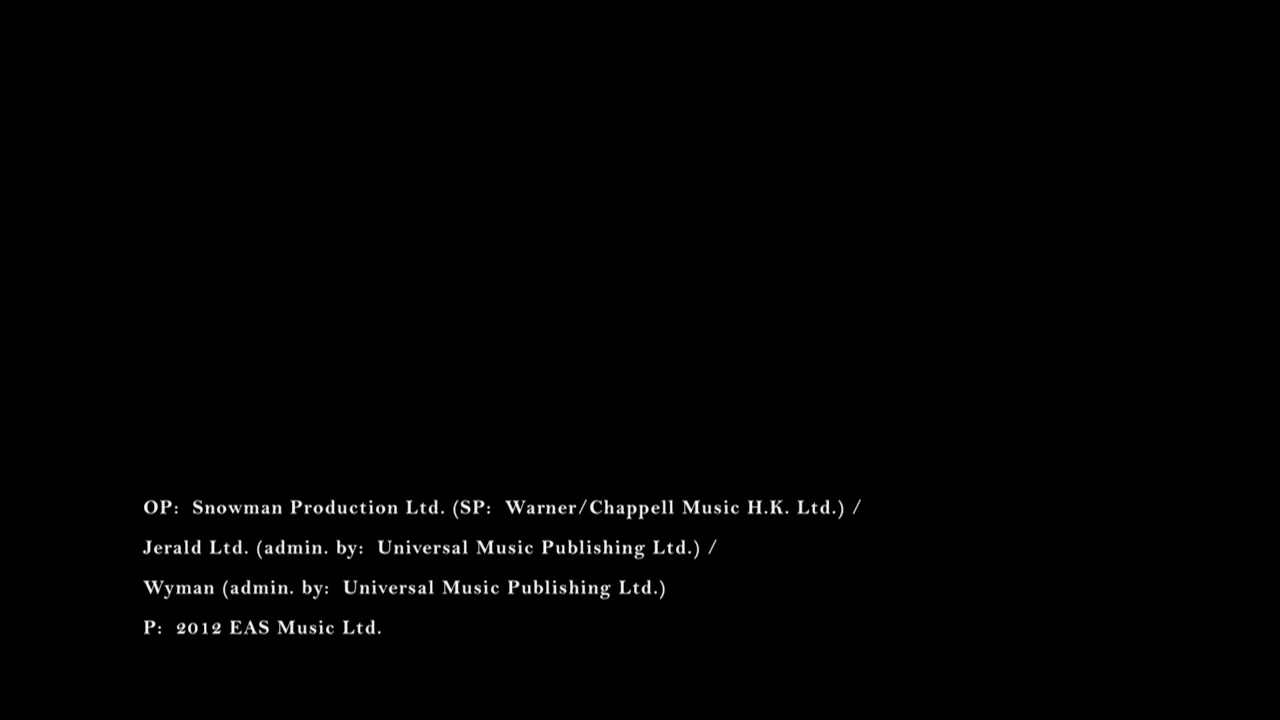 OP: Snowman Production Ltd. (SP: Warner/Chappell Music H.K. Ltd.) /
Jerald Ltd. (admin. by: Universal Music Publishing Ltd.) /
Wyman (admin. by: Universal Music Publishing Ltd.)
P: 2012 EAS Music Ltd.